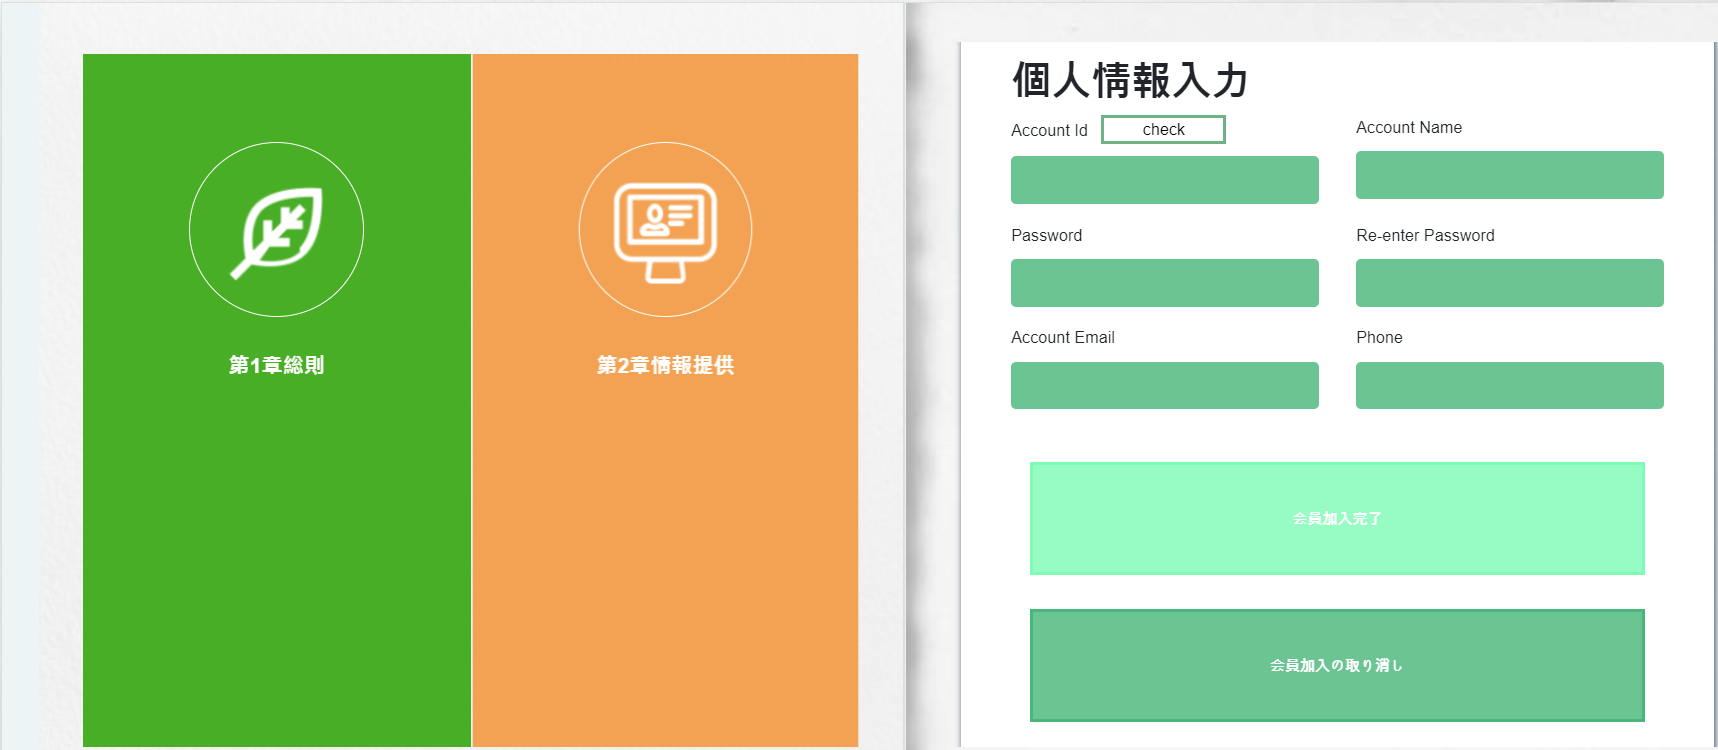 第1章総則
第2章情報提供
個人情報入力
Account Id
check
Account Name
Password
Re-enter Password
Account Email
Phone
会員加入完了
会員加入の取り消し